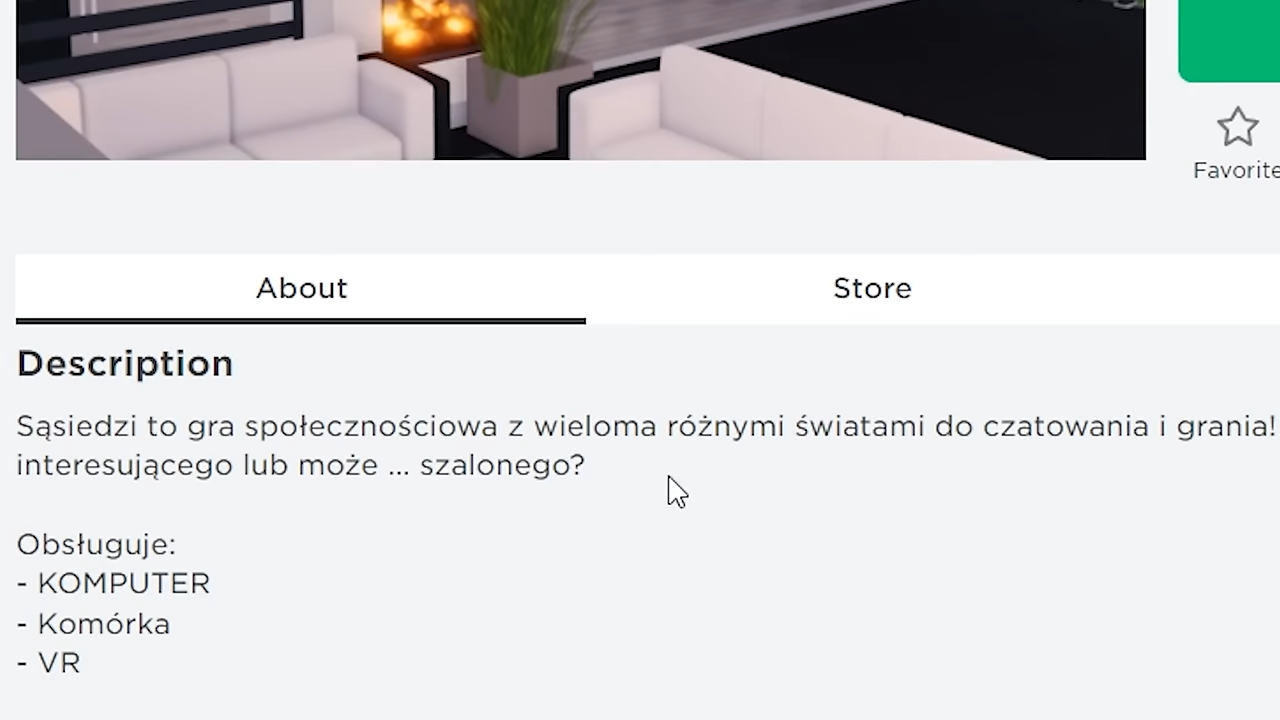 Favorite
About
Store
Description
Sąsiedzi to gra społecznościowa z wieloma różnymi światami do czatowania i grania!
interesującego lub może ... szalonego?
Obsługuje:
- KOMPUTER
- Komórka
- VR